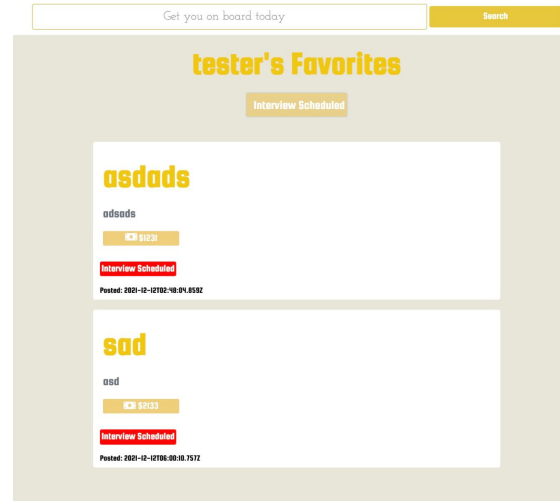 Get you on board today
Search
tester's Favorites
Interview Scheduled
asdads
adsads
$1231
Interview Scheduled
Posted: 2021-12-12T02:48:04.859Z
sad
asd
$2133
Interview Scheduled
Posted: 2021-12-12T06:00:10.757Z